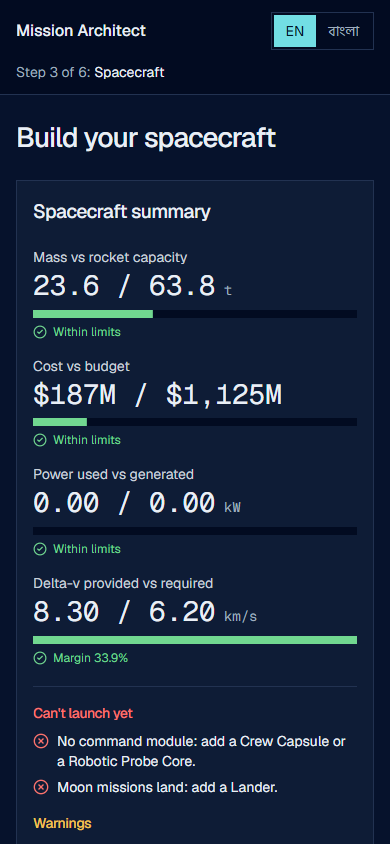 Mission Architect
EN
বাংলা
Step 3 of 6: Spacecraft
Build your spacecraft
Spacecraft summary
Mass vs rocket capacity
23.6 / 63.8 t
Within limits
Cost vs budget
$187M / $1,125M
Within limits
Power used vs generated
0.00 / 0.00 kW
Within limits
Delta-v provided vs required
8.30 / 6.20 km/s
Margin 33.9%
Can't launch yet
No command module: add a Crew Capsule or
a Robotic Probe Core.
Moon missions land: add a Lander.
Warnings